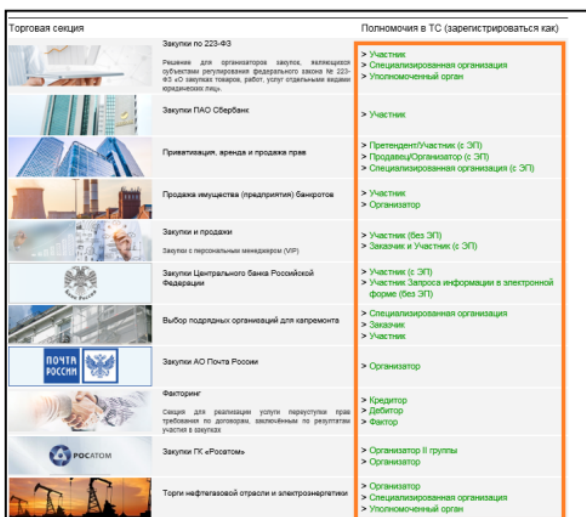 Торговая секция
Полномочия в ТС (зарегистрироваться как)
Закупки по 223-ФЗ
Решение для организаторов закупок, являющихся
субъектами регулирования федерального закона № 223-
ФЗ «О закупках товаров, работ, услуг отдельными видами
юридических лиц».
> Участник
> Специализированная организация
> Уполномоченный орган
Закупки ПАО Сбербанк
> Участник
Приватизация, аренда и продажа прав
> Претендент/Участник (с ЭП)
> Продавец/Организатор (с ЭП)
> Специализированная организация (с ЭП)
Продажа имущества (предприятий) банкротов
> Участник
> Организатор
Закупки и продажи
Закупки с персональным менеджером (VIP)
> Участник (без ЭП)
> Заказчик и Участник (с ЭП)
Банк России
Закупки Центрального банка Российской
Федерации
> Участник (с ЭП)
> Участник Запроса информации в электронной
форме (без ЭП)
Выбор подрядных организаций для капремонта
> Специализированная организация
> Заказчик
> Участник
ПОЧТА
РОССИИ
Закупки АО Почта России
> Организатор
Факторинг
Секция для реализации услуги переуступки прав
требования по договорам, заключённым по результатам
участия в закупках
> Кредитор
> Дебитор
> Фактор
РОСАТОМ
Закупки ГК «Росатом»
> Организатор II группы
> Организатор
Торги нефтегазовой отрасли и электроэнергетики
> Организатор
> Специализированная организация
> Уполномоченный орган